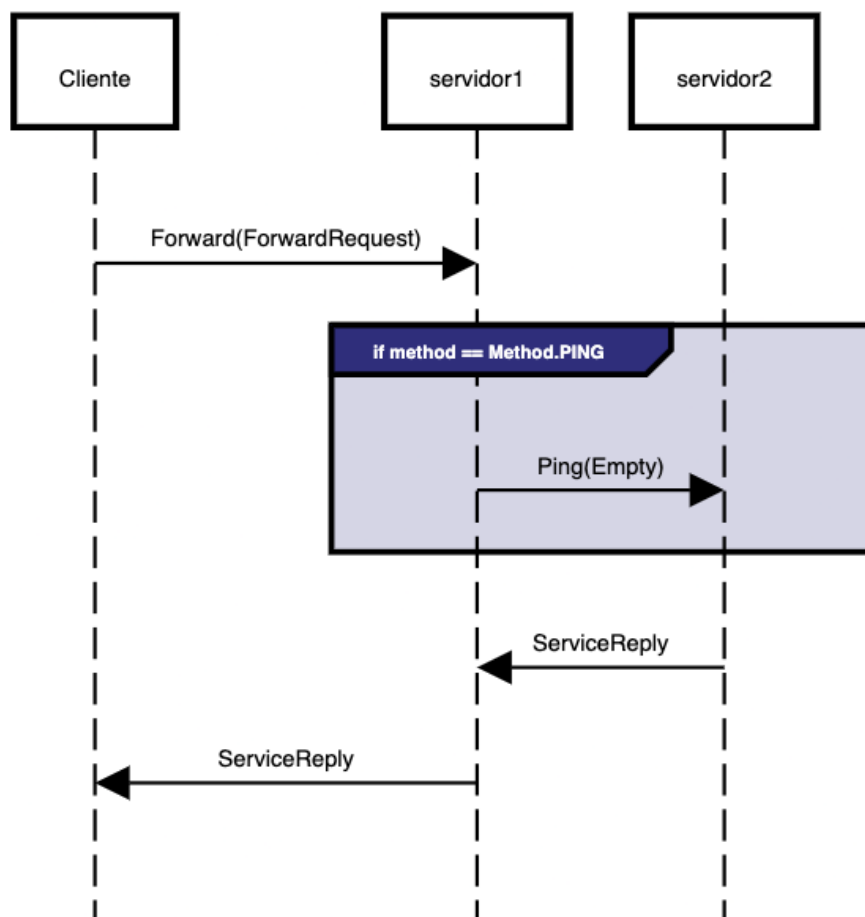 Cliente
servidor1
servidor2
Forward(ForwardRequest)
if method == Method.PING
Ping(Empty)
ServiceReply
ServiceReply